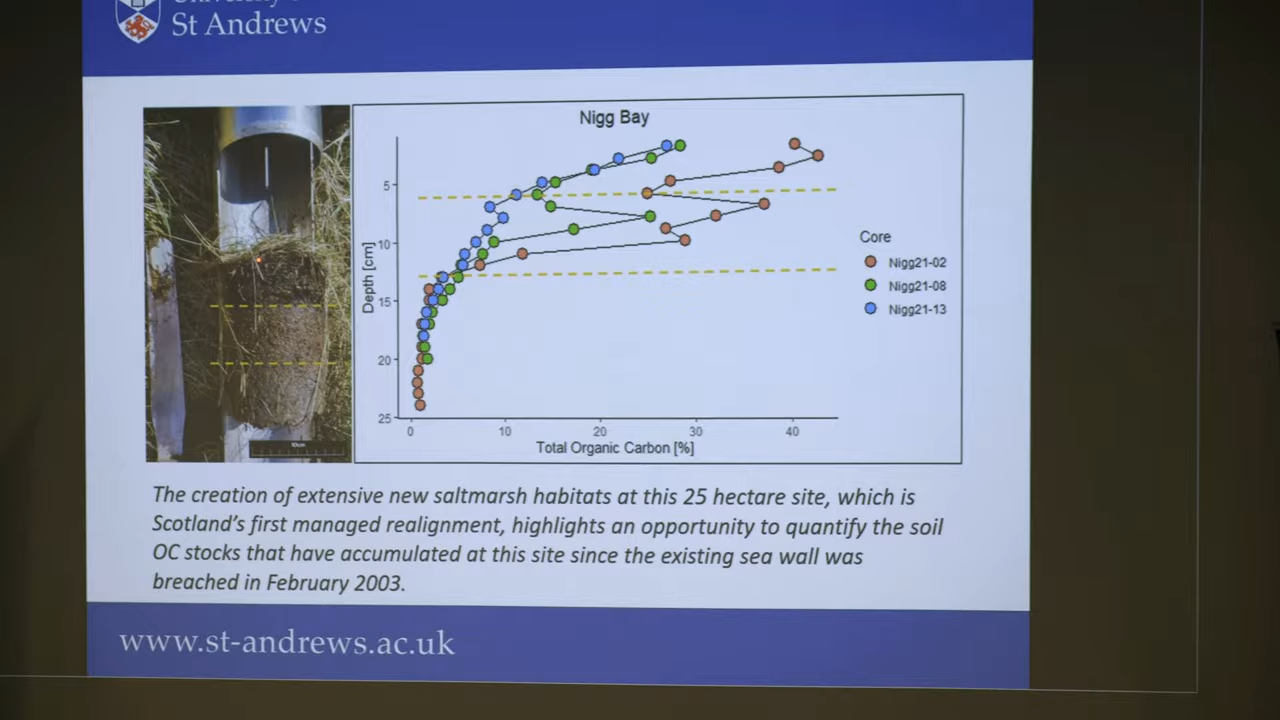 St Andrews
Nigg Bay
5
10
15
20
25
Depth [cm]
0 10 20 30 40
Total Organic Carbon [%]
Core
Nigg21-02
Nigg21-08
Nigg21-13
10cm
The creation of extensive new saltmarsh habitats at this 25 hectare site, which is
Scotland's first managed realignment, highlights an opportunity to quantify the soil
OC stocks that have accumulated at this site since the existing sea wall was
breached in February 2003.
www.st-andrews.ac.uk